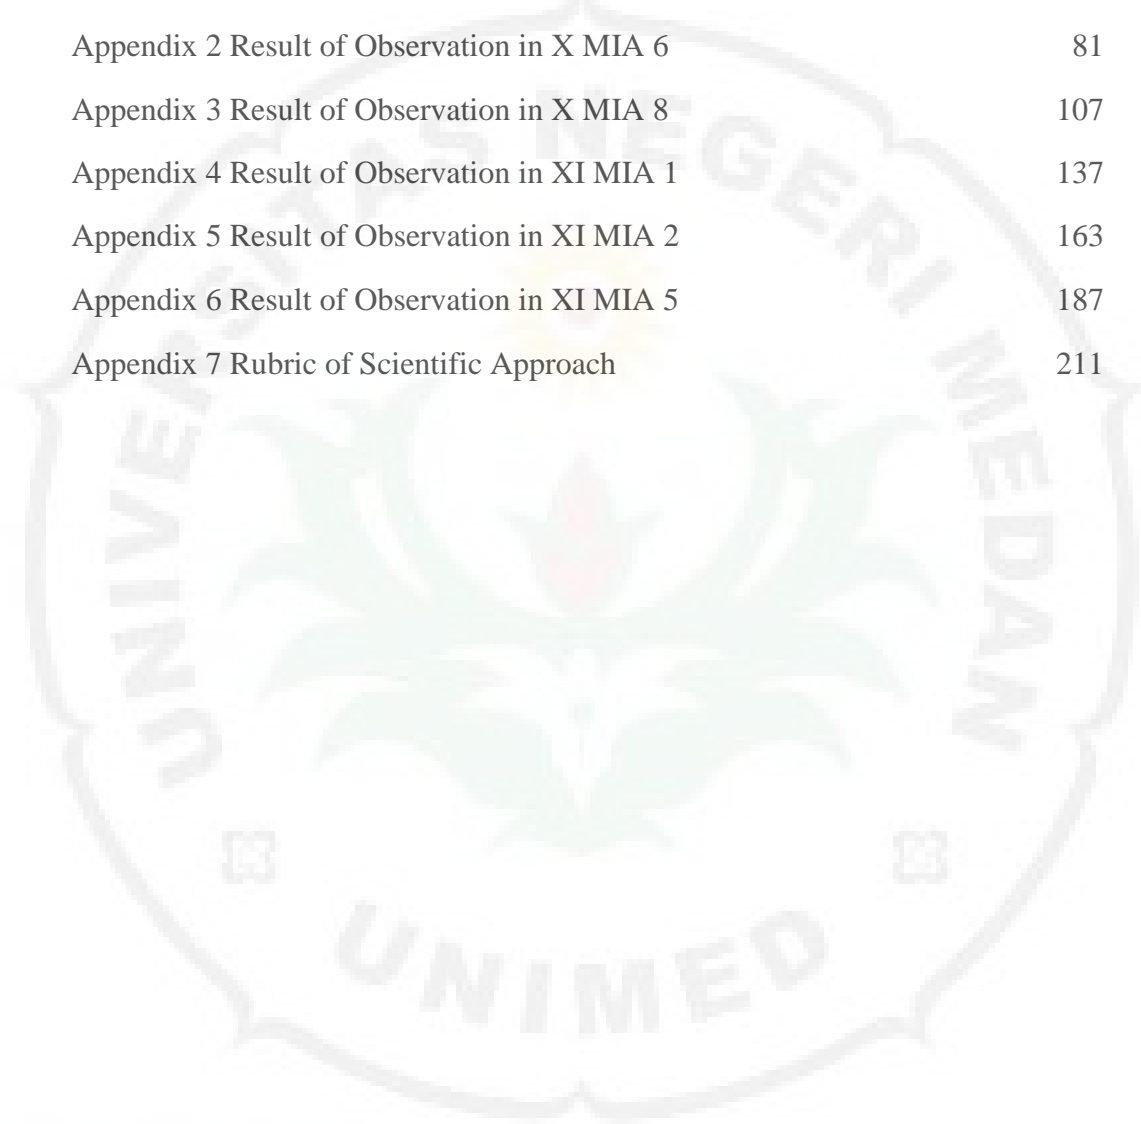 Appendix 2 Result of Observation in X MIA 6 81
Appendix 3 Result of Observation in X MIA 8 107
Appendix 4 Result of Observation in XI MIA 1 137
Appendix 5 Result of Observation in XI MIA 2 163
Appendix 6 Result of Observation in XI MIA 5 187
Appendix 7 Rubric of Scientific Approach 211
UNIVERSITAS NEGERI MEDAN
UNIMED